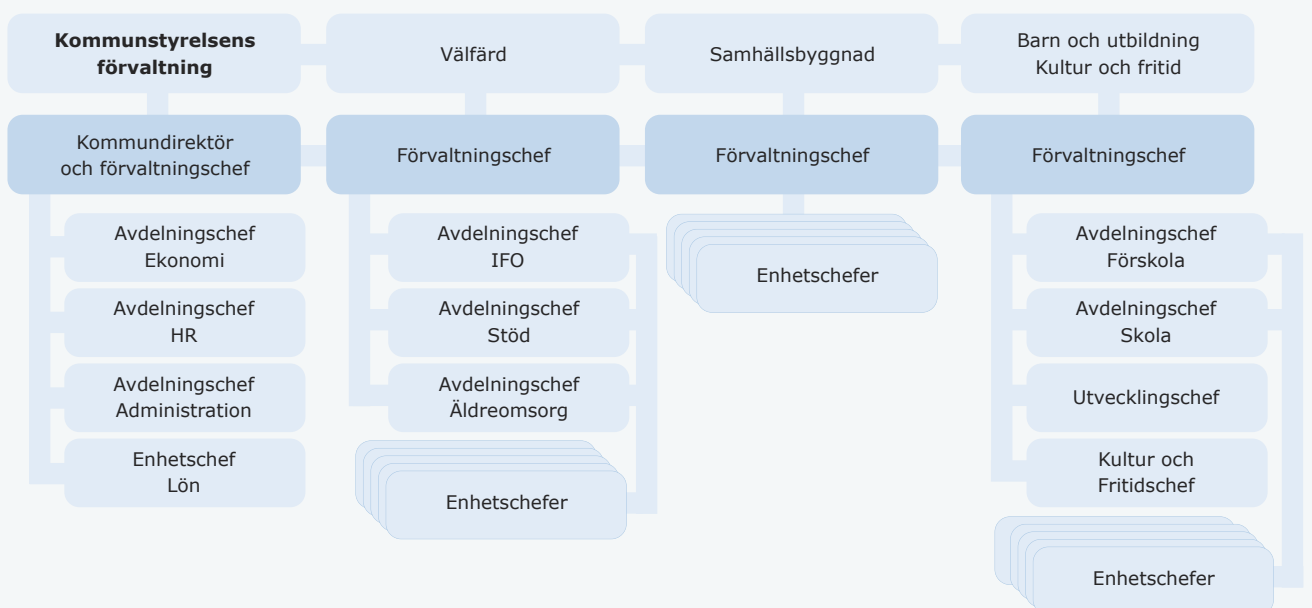 Kommunstyrelsens
förvaltning
Välfärd
Samhällsbyggnad
Barn och utbildning
Kultur och fritid
Kommundirektör
och förvaltningschef
Förvaltningschef
Förvaltningschef
Förvaltningschef
Avdelningschef
Ekonomi
Avdelningschef
HR
Avdelningschef
Administration
Enhetschef
Lön
Avdelningschef
IFO
Avdelningschef
Stöd
Avdelningschef
Äldreomsorg
Enhetschefer
Enhetschefer
Avdelningschef
Förskola
Avdelningschef
Skola
Utvecklingschef
Kultur och
Fritidschef
Enhetschefer